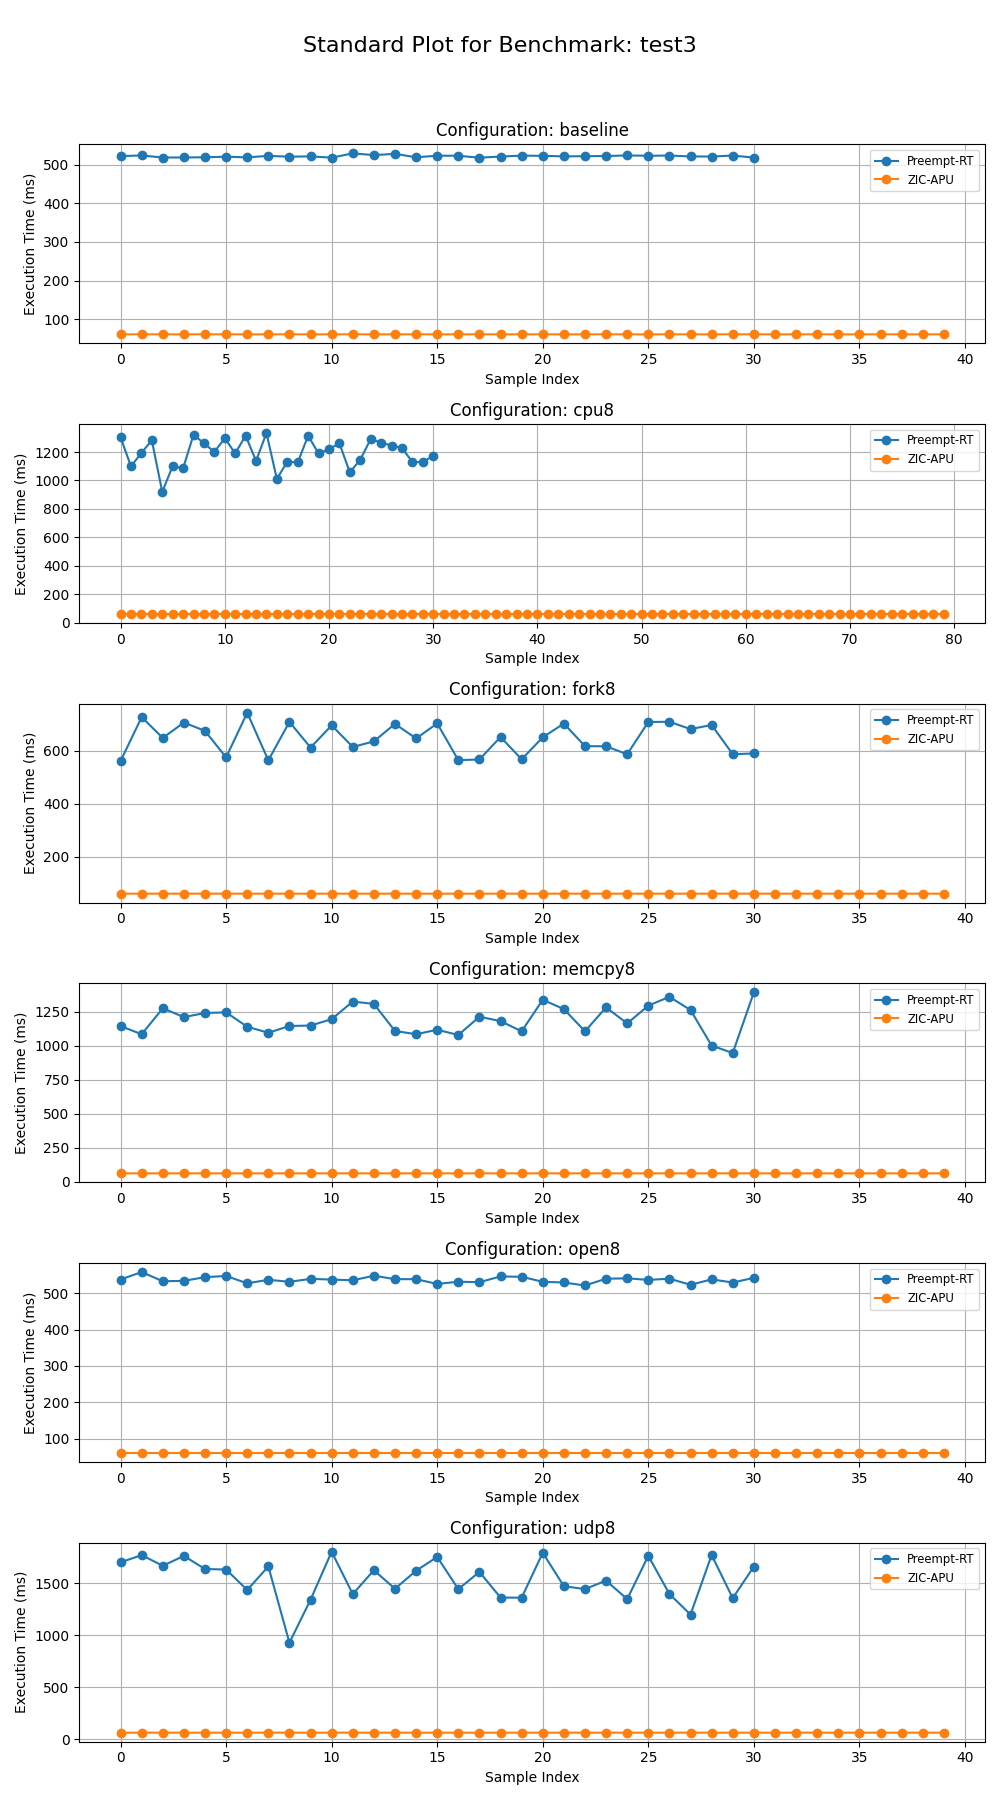 Standard Plot for Benchmark: test3
Configuration: baseline
Execution Time (ms)
500
400
300
200
100
Preempt-RT
ZIC-APU
0 5 10 15 20 25 30 35 40
Sample Index
Configuration: cpu8
Execution Time (ms)
1200
1000
800
600
400
200
0
Preempt-RT
ZIC-APU
0 10 20 30 40 50 60 70 80
Sample Index
Configuration: fork8
Execution Time (ms)
600
400
200
Preempt-RT
ZIC-APU
0 5 10 15 20 25 30 35 40
Sample Index
Configuration: memcpy8
Execution Time (ms)
1250
1000
750
500
250
0
Preempt-RT
ZIC-APU
0 5 10 15 20 25 30 35 40
Sample Index
Configuration: open8
Execution Time (ms)
500
400
300
200
100
Preempt-RT
ZIC-APU
0 5 10 15 20 25 30 35 40
Sample Index
Configuration: udp8
Execution Time (ms)
1500
1000
500
0
Preempt-RT
ZIC-APU
0 5 10 15 20 25 30 35 40
Sample Index